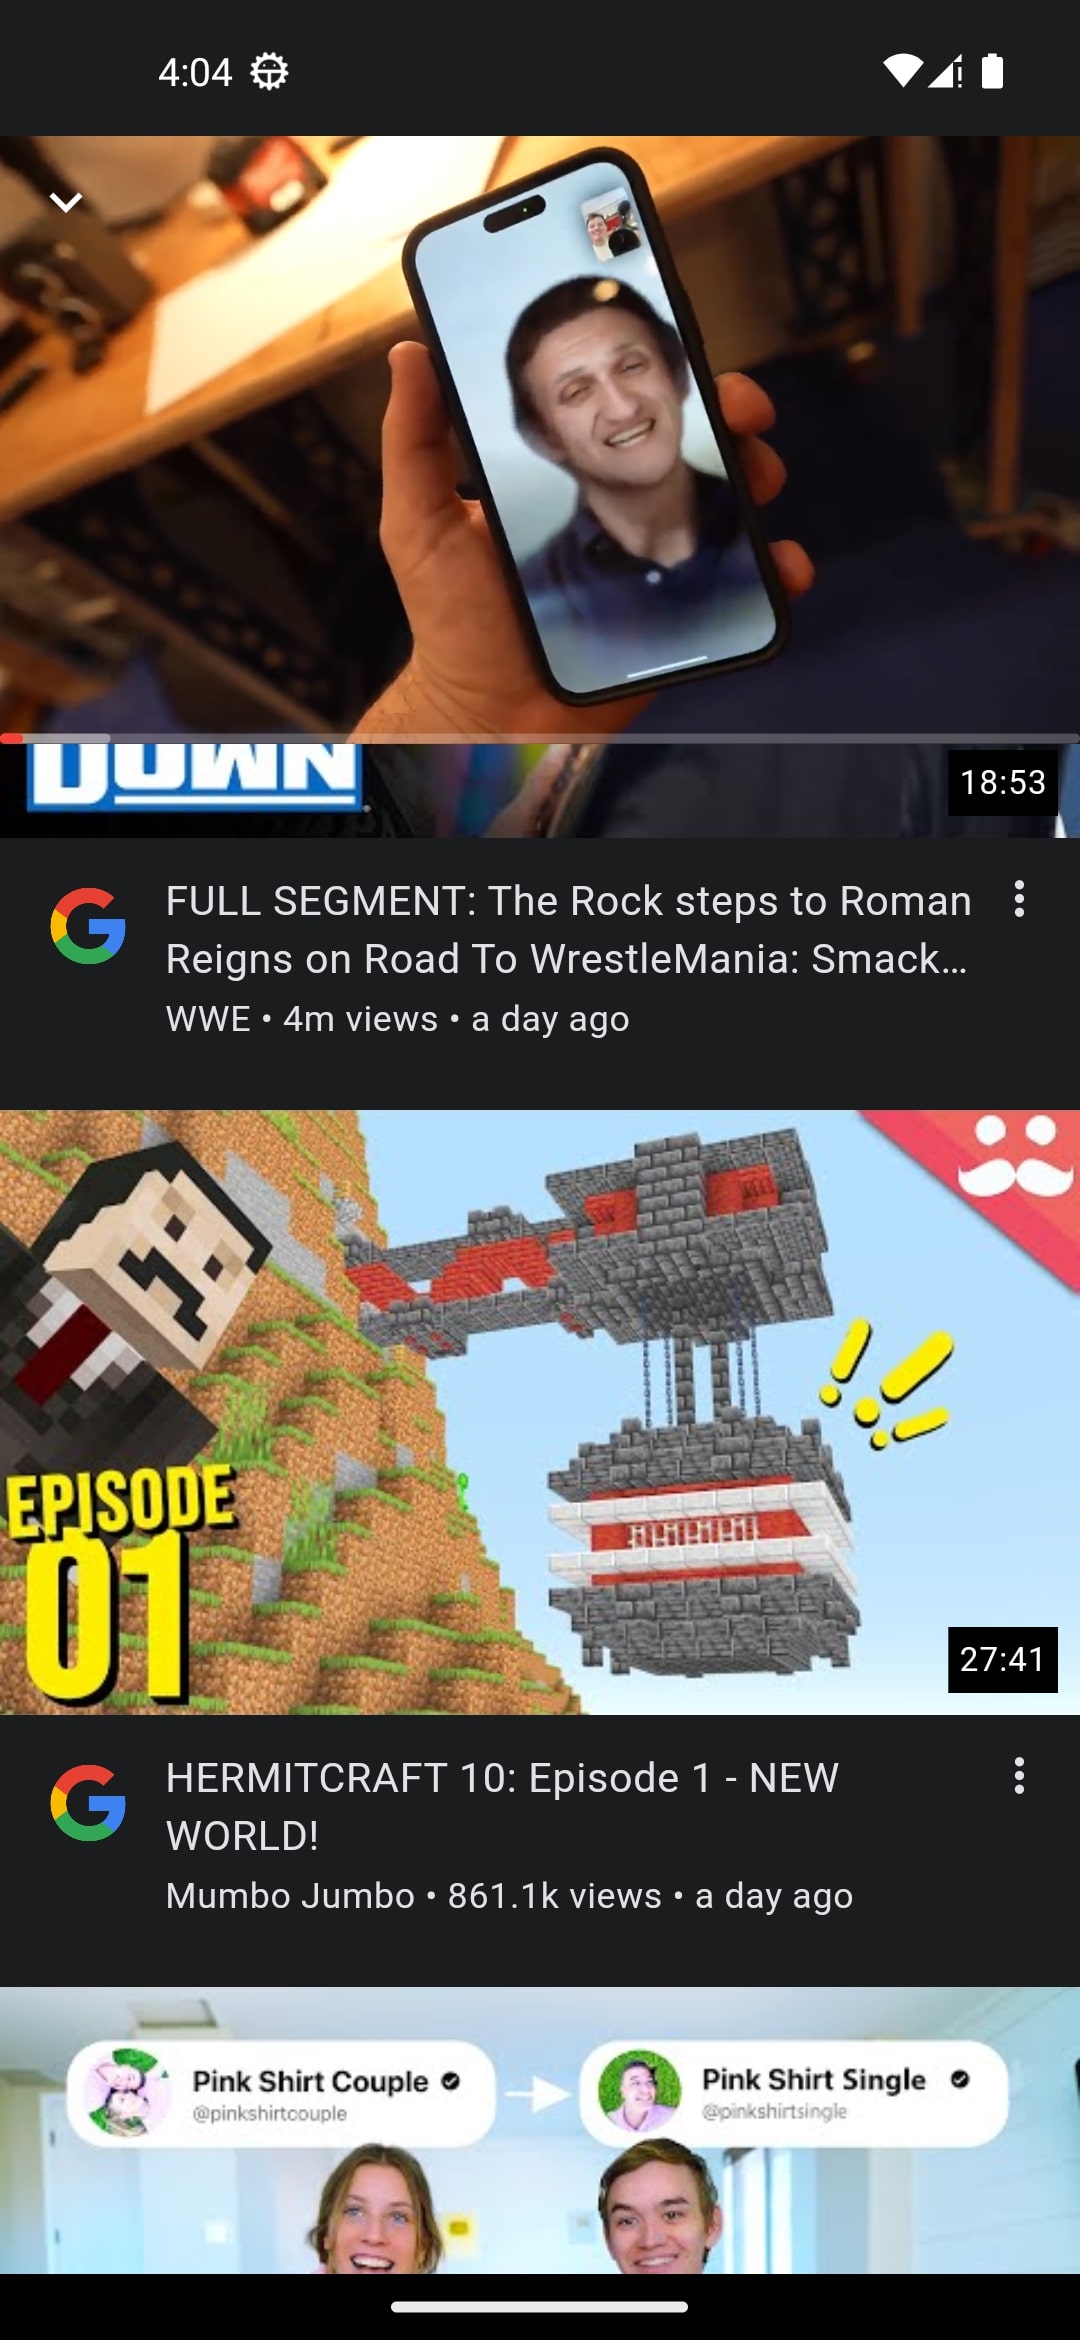 4:04
DOWN
18:53
FULL SEGMENT: The Rock steps to Roman
Reigns on Road To WrestleMania: Smack…
WWE • 4m views • a day ago
EPISODE
01
27:41
HERMITCRAFT 10: Episode 1 - NEW
WORLD!
Mumbo Jumbo • 861.1k views • a day ago
Pink Shirt Couple
@pinkshirtcouple
Pink Shirt Single
@pinkshirtsingle